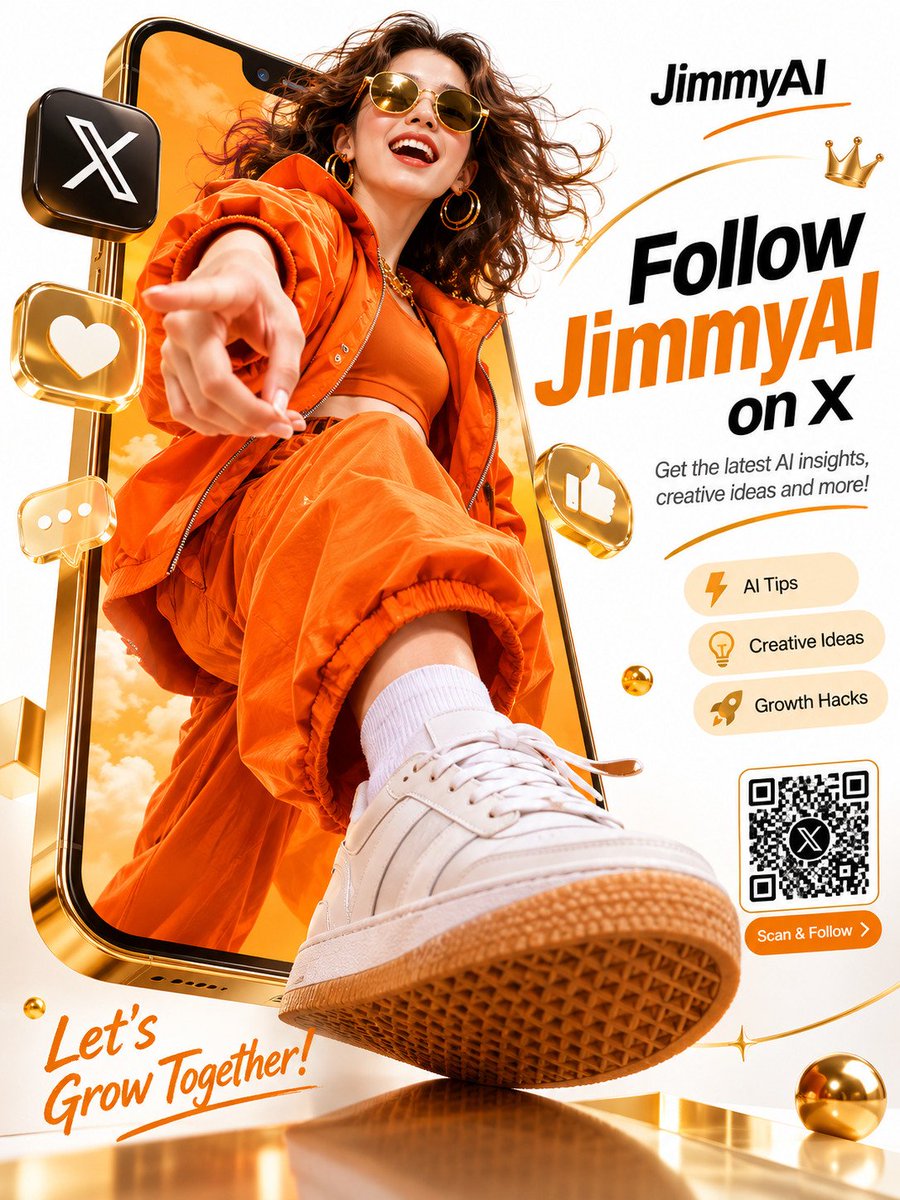 JimmyAI
Follow
JimmyAI
on X
Get the latest AI insights,
creative ideas and more!
AI Tips
Creative Ideas
Growth Hacks
Scan & Follow
Let's
Grow Together!